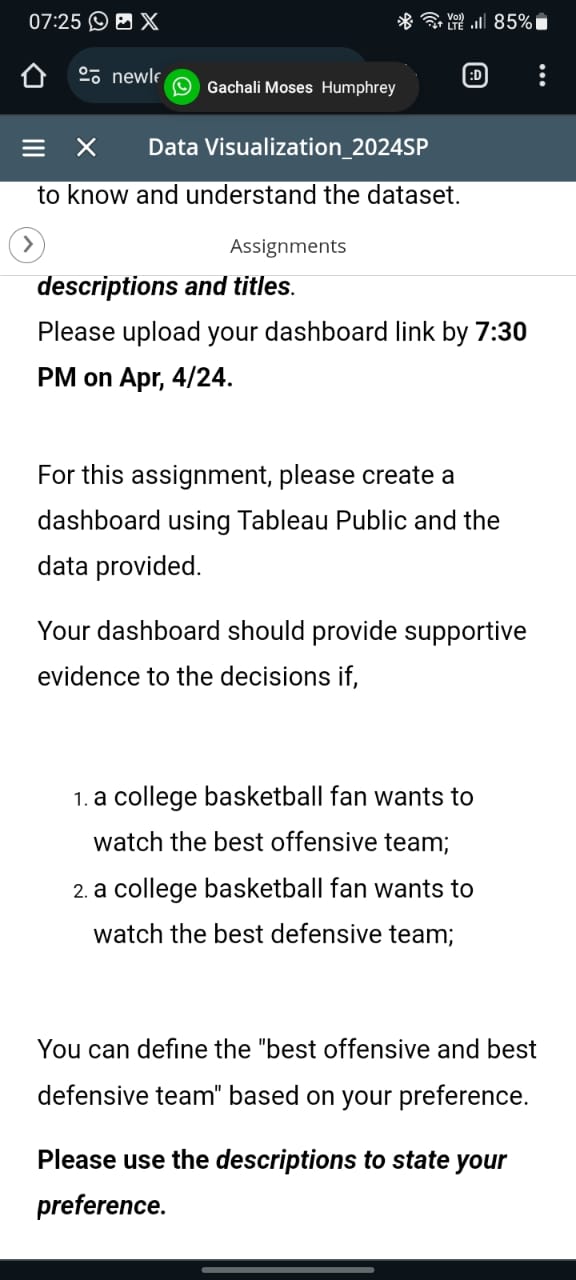 07:25 X Vo)) LTE 85%
newle :D
Gachali Moses Humphrey
Data Visualization_2024SP
to know and understand the dataset.
Assignments
descriptions and titles.
Please upload your dashboard link by 7:30
PM on Apr, 4/24.
For this assignment, please create a
dashboard using Tableau Public and the
data provided.
Your dashboard should provide supportive
evidence to the decisions if,
1. a college basketball fan wants to
watch the best offensive team;
2. a college basketball fan wants to
watch the best defensive team;
You can define the "best offensive and best
defensive team" based on your preference.
Please use the descriptions to state your
preference.